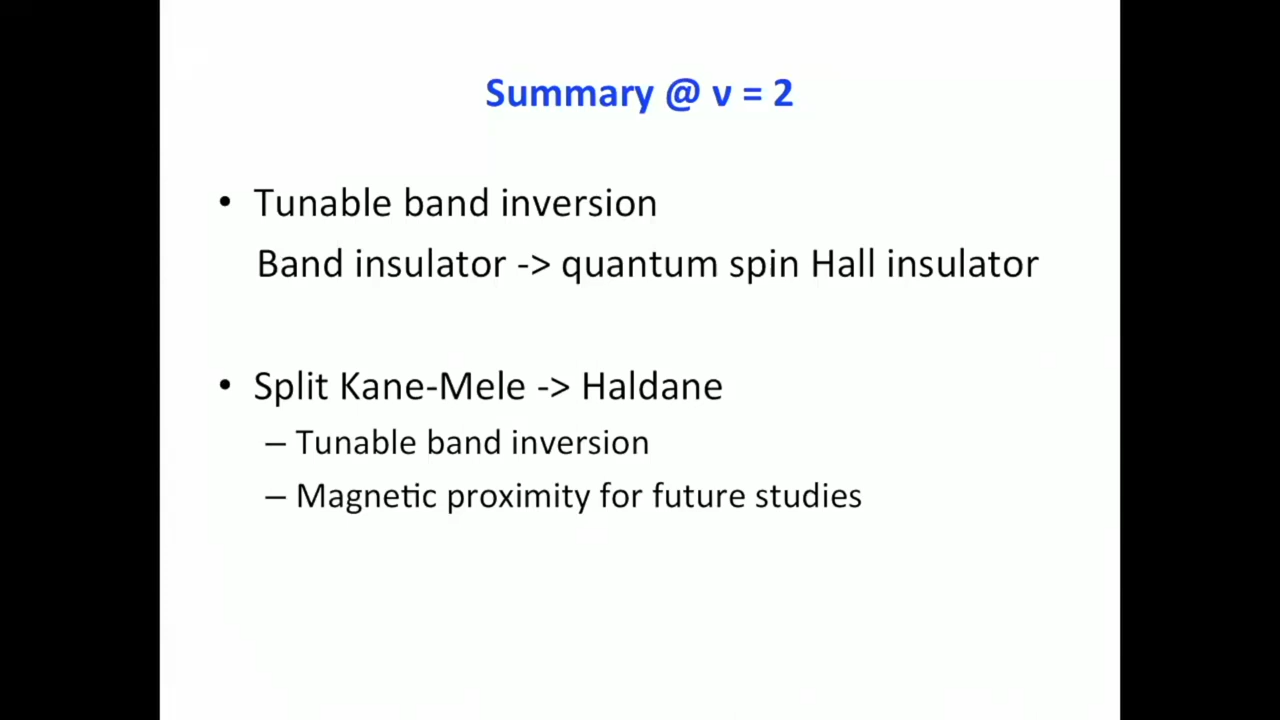 Summary @ ν = 2
• Tunable band inversion
Band insulator -> quantum spin Hall insulator
• Split Kane-Mele -> Haldane
– Tunable band inversion
– Magnetic proximity for future studies